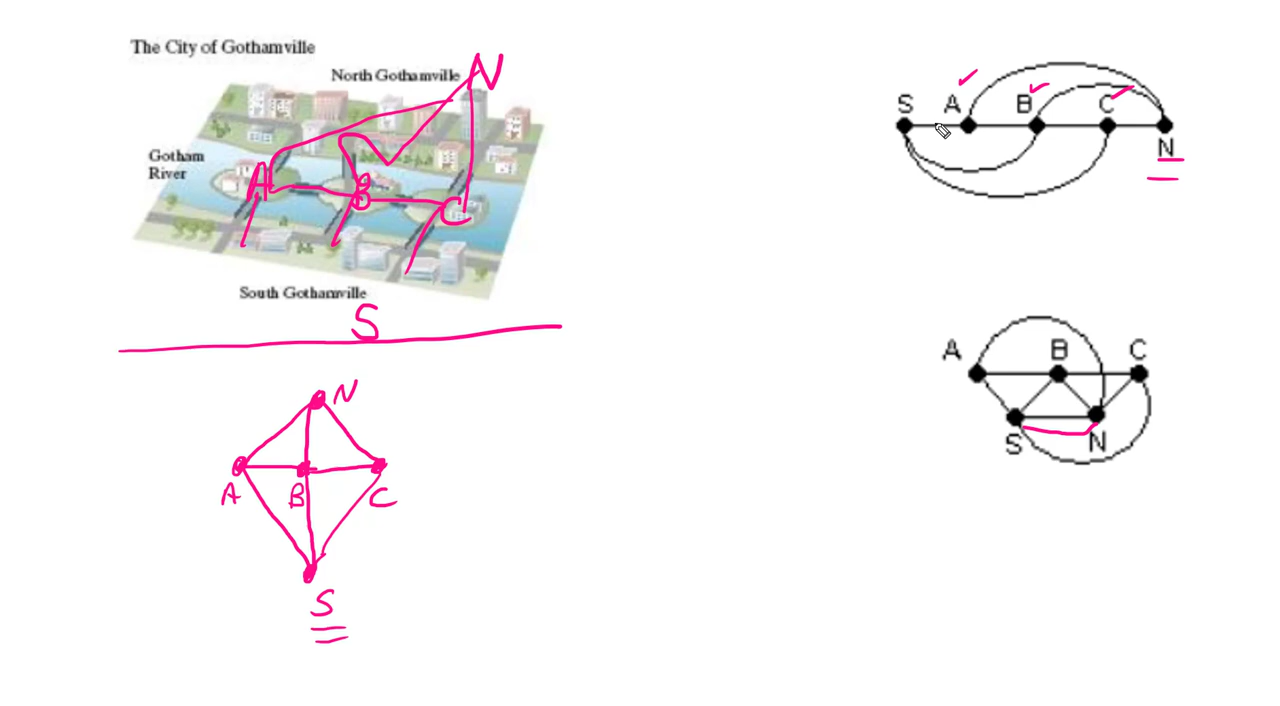 The City of Gothamville
North Gothamville
N
Gotham
River
A
B
C
South Gothamville
S
N
A B C
S
S A B C
N
A B C
S N